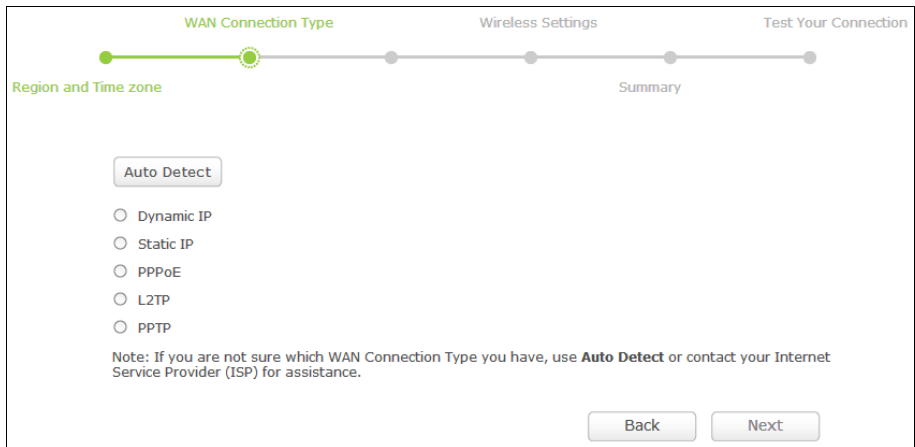 WAN Connection Type
Wireless Settings
Test Your Connection
Region and Time zone
Summary
Auto Detect
Dynamic IP
Static IP
PPPoE
L2TP
PPTP
Note: If you are not sure which WAN Connection Type you have, use Auto Detect or contact your Internet
Service Provider (ISP) for assistance.
Back
Next